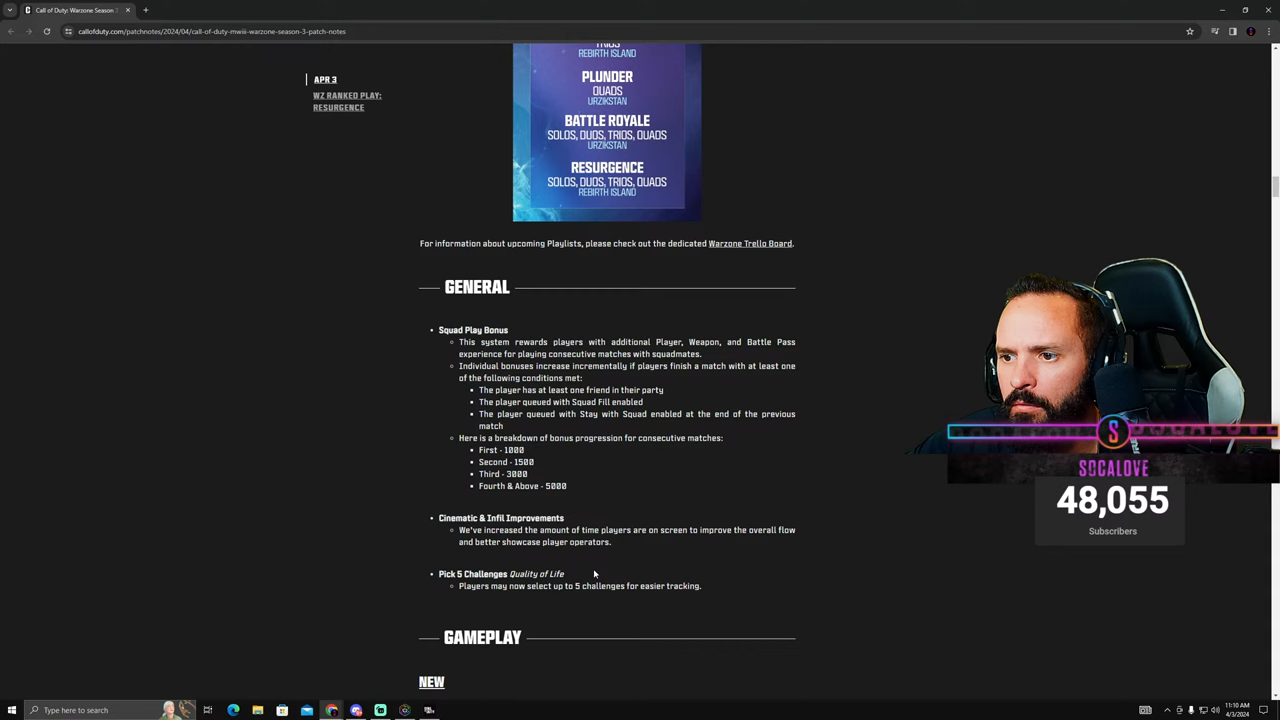 Call of Duty: Warzone Season 3
callofduty.com/patchnotes/2024/04/call-of-duty-mwiii-warzone-season-3-patch-notes
APR 3
WZ RANKED PLAY:
RESURGENCE
TRIOS
REBIRTH ISLAND
PLUNDER
QUADS
URZIKSTAN
BATTLE ROYALE
SOLOS, DUOS, TRIOS, QUADS
URZIKSTAN
RESURGENCE
SOLOS, DUOS, TRIOS, QUADS
REBIRTH ISLAND
For information about upcoming Playlists, please check out the dedicated Warzone Trello Board.
GENERAL
• Squad Play Bonus
This system rewards players with additional Player, Weapon, and Battle Pass
experience for playing consecutive matches with squadmates.
Individual bonuses increase incrementally if players finish a match with at least one
of the following conditions met:
The player has at least one friend in their party
The player queued with Squad Fill enabled
The player queued with Stay with Squad enabled at the end of the previous
match
Here is a breakdown of bonus progression for consecutive matches:
First - 1000
Second - 1500
Third - 3000
Fourth & Above - 5000
• Cinematic & Infil Improvements
We've increased the amount of time players are on screen to improve the overall flow
and better showcase player operators.
• Pick 5 Challenges Quality of Life
Players may now select up to 5 challenges for easier tracking.
GAMEPLAY
NEW
S
SOCALOVE
48,055
Subscribers
Type here to search
11:10 AM
4/3/2024